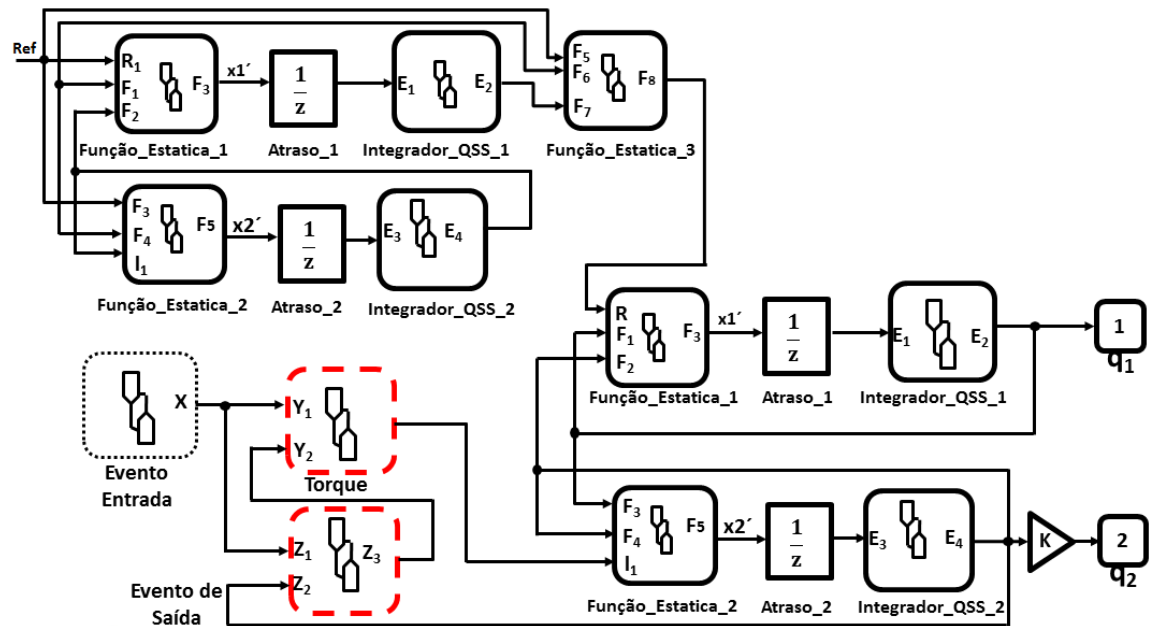 Ref
R₁
F₁
F₂
F₃
x1´
1
z
E₁
E₂
F₅
F₆
F₇
F₈
Função_Estatica_1
Atraso_1
Integrador_QSS_1
Função_Estatica_3
F₃
F₄
I₁
F5
x2´
1
z
E₃
E₄
Função_Estatica_2
Atraso_2
Integrador_QSS_2
R
F₁
F₂
F₃
x1´
1
z
E₁
E₂
1
q₁
Função_Estatica_1
Atraso_1
Integrador_QSS_1
X
Evento
Entrada
Y₁
Y₂
Torque
Z₁
Z₂
Z₃
Evento de
Saída
F₃
F₄
I₁
F5
x2´
1
z
E₃
E₄
K
2
q₂
Função_Estatica_2
Atraso_2
Integrador_QSS_2